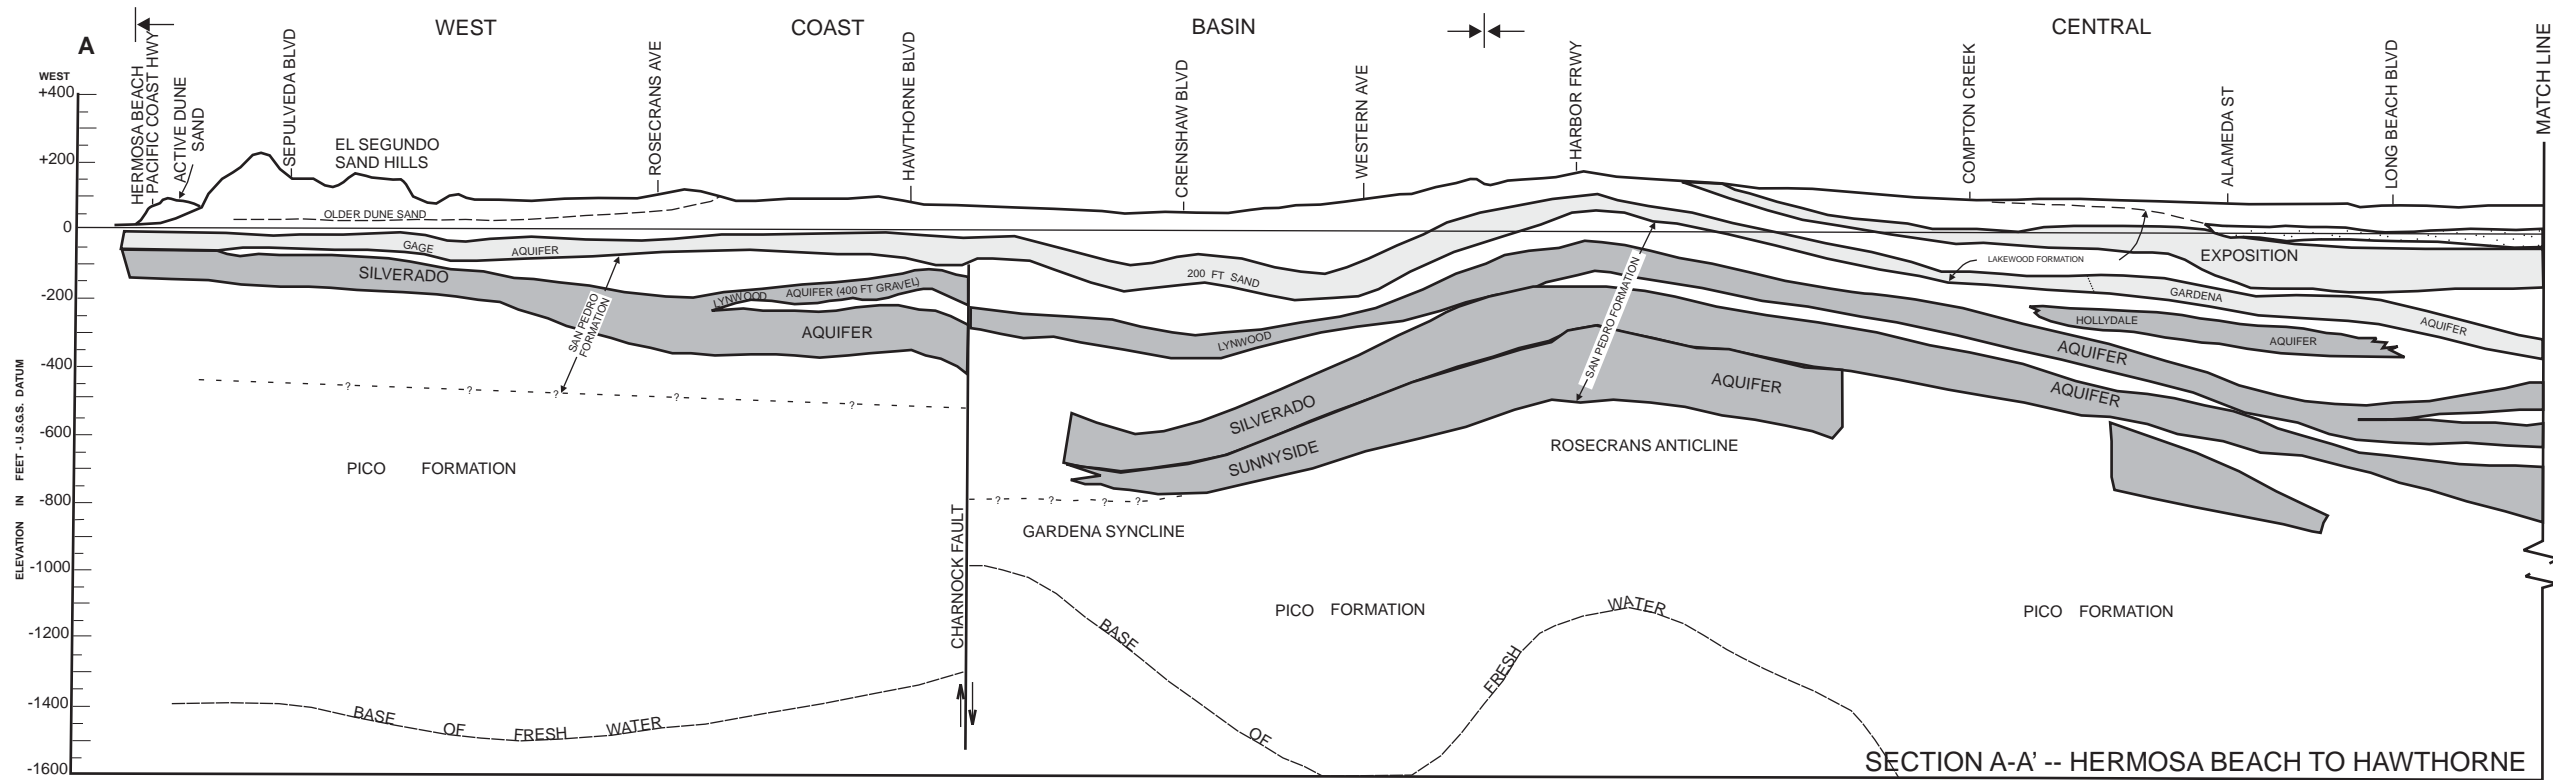 WEST COAST BASIN CENTRAL
A
WEST
HERMOSA BEACH
PACIFIC COAST HWY
ACTIVE DUNE
SAND
SEPULVEDA BLVD
EL SEGUNDO
SAND HILLS
ROSECRANS AVE
HAWTHORNE BLVD
CRENSHAW BLVD
WESTERN AVE
HARBOR FRWY
COMPTON CREEK
ALAMEDA ST
LONG BEACH BLVD
MATCH LINE
+400
+200
0
-200
-400
-600
-800
-1000
-1200
-1400
-1600
ELEVATION IN FEET - U.S.G.S. DATUM
OLDER DUNE SAND
GAGE AQUIFER
200 FT SAND
SILVERADO
LYNWOOD AQUIFER (400 FT GRAVEL)
AQUIFER
SAN PEDRO
FORMATION
LYNWOOD
SAN PEDRO FORMATION
LAKEWOOD FORMATION
EXPOSITION
GARDENA
AQUIFER
HOLLYDALE
AQUIFER
AQUIFER
AQUIFER
AQUIFER
SILVERADO
SUNNYSIDE
ROSECRANS ANTICLINE
? ? ? ? ?
PICO FORMATION
? ? ? ?
GARDENA SYNCLINE
CHARNOCK FAULT
PICO FORMATION
PICO FORMATION
BASE OF FRESH WATER
BASE OF FRESH WATER
SECTION A-A' -- HERMOSA BEACH TO HAWTHORNE